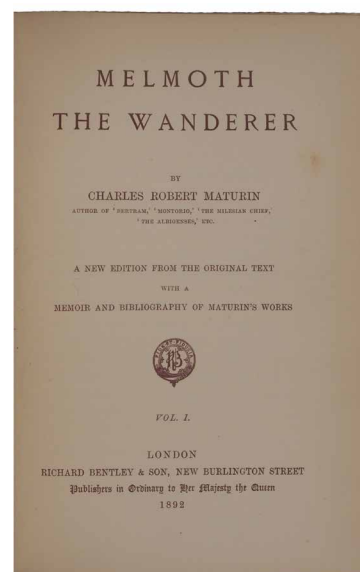 MELMOTH
THE WANDERER
BY
CHARLES ROBERT MATURIN
AUTHOR OF 'BERTRAM,' 'MONTORIO,' 'THE MILESIAN CHIEF,'
'THE ALBIGENSES,' ETC.
A NEW EDITION FROM THE ORIGINAL TEXT
WITH A
MEMOIR AND BIBLIOGRAPHY OF MATURIN'S WORKS
VOL. I.
LONDON
RICHARD BENTLEY & SON, NEW BURLINGTON STREET
Publishers in Ordinary to Her Majesty the Queen
1892